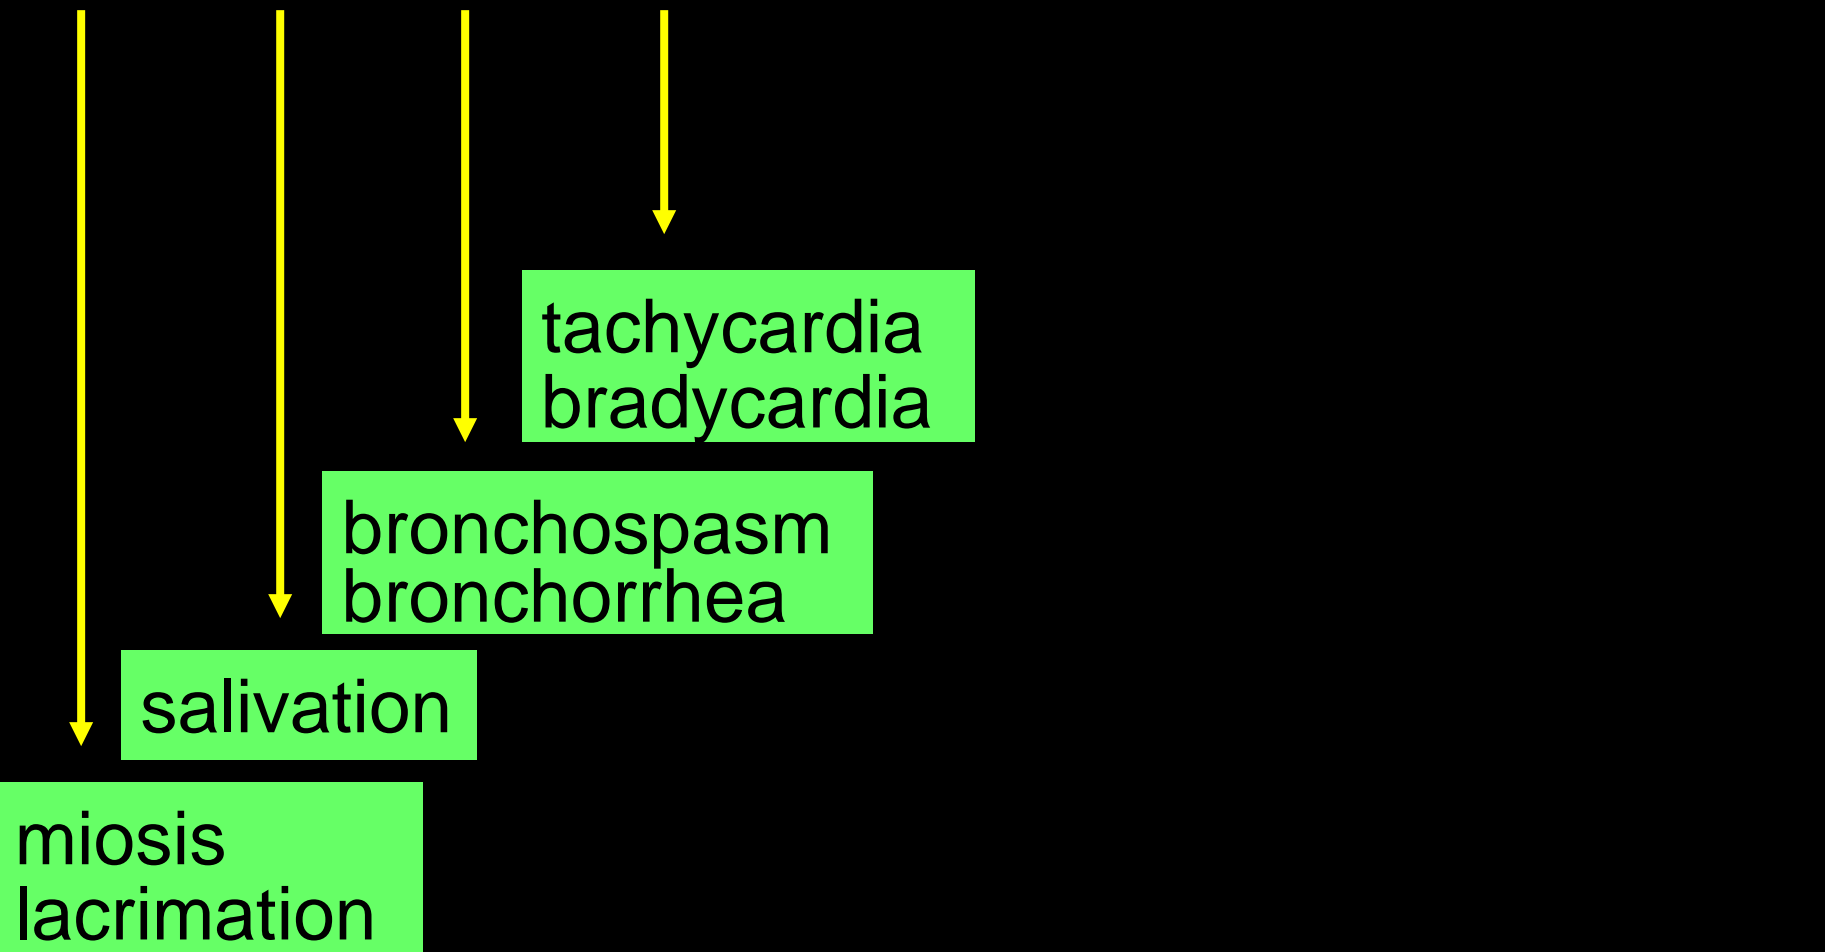 tachycardia
bradycardia
bronchospasm
bronchorrhea
salivation
miosis
lacrimation